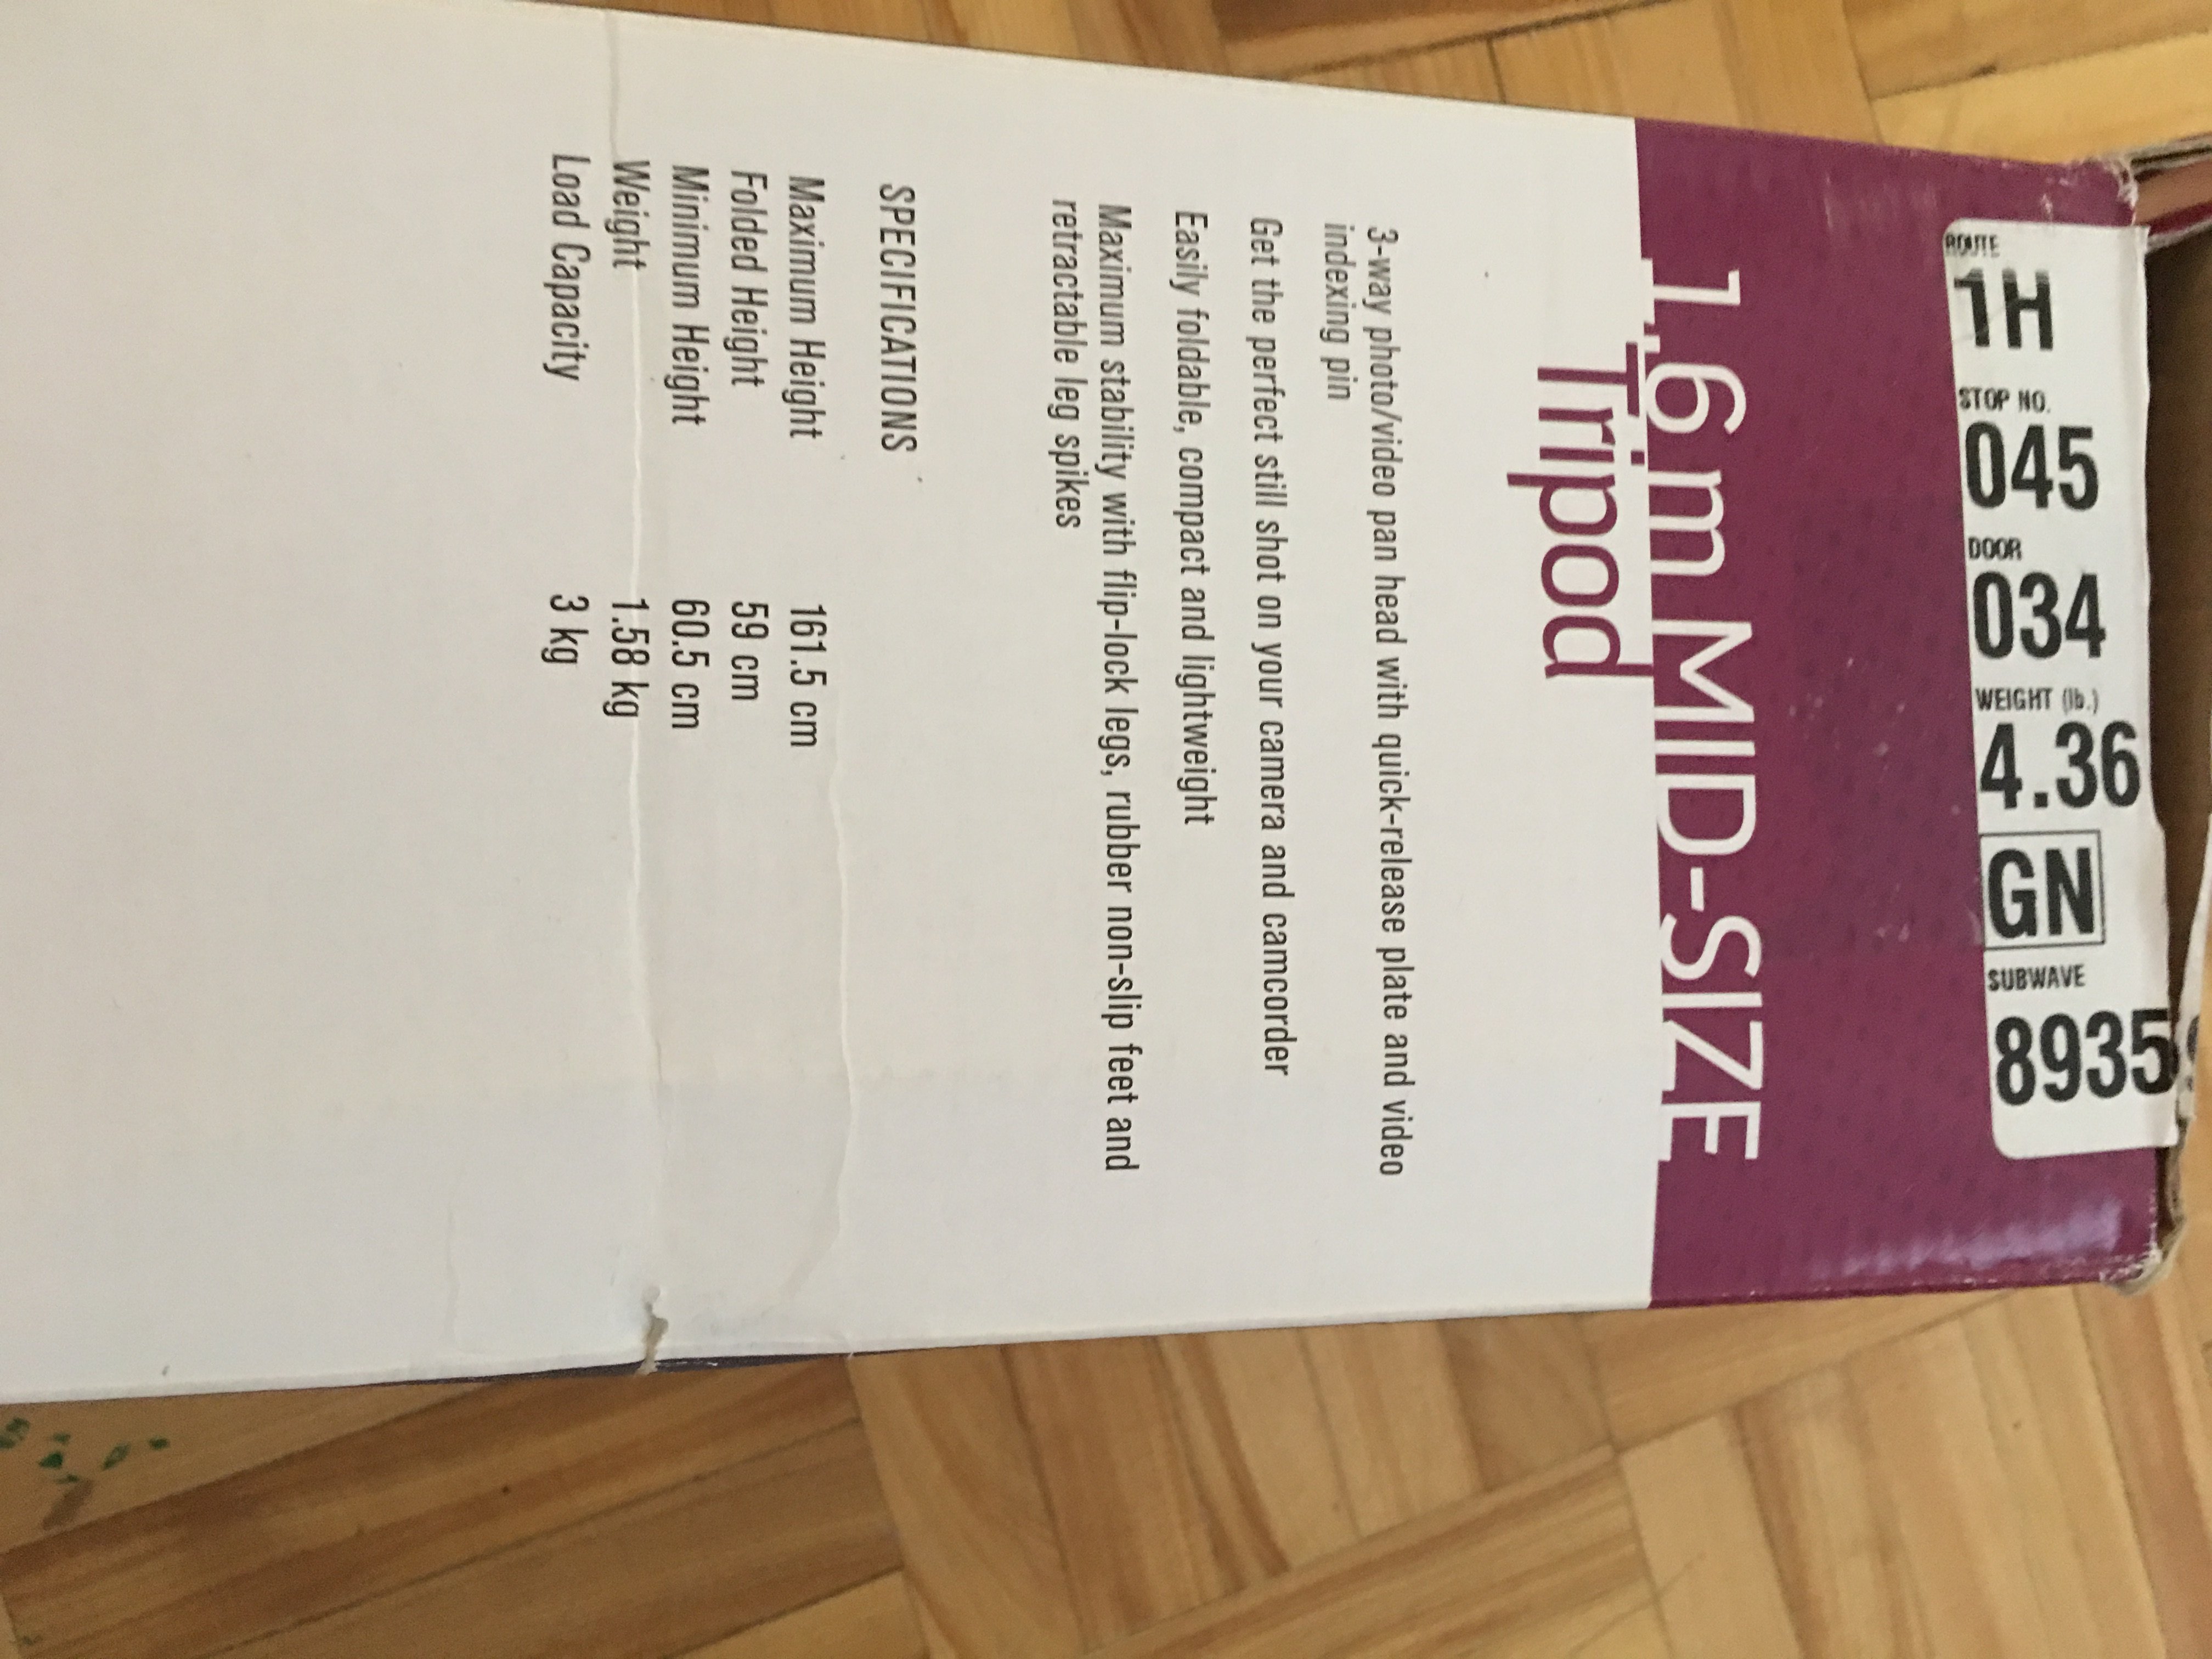 ROUTE
1H
STOP NO.
045
DOOR
034
WEIGHT (lb.)
4.36
GN
SUBWAVE
8935
1.6 m MID-SIZE
Tripod
3-way photo/video pan head with quick-release plate and video
indexing pin
Get the perfect still shot on your camera and camcorder
Easily foldable, compact and lightweight
Maximum stability with flip-lock legs, rubber non-slip feet and
retractable leg spikes
SPECIFICATIONS
Maximum Height 161.5 cm
Folded Height 59 cm
Minimum Height 60.5 cm
Weight 1.58 kg
Load Capacity 3 kg